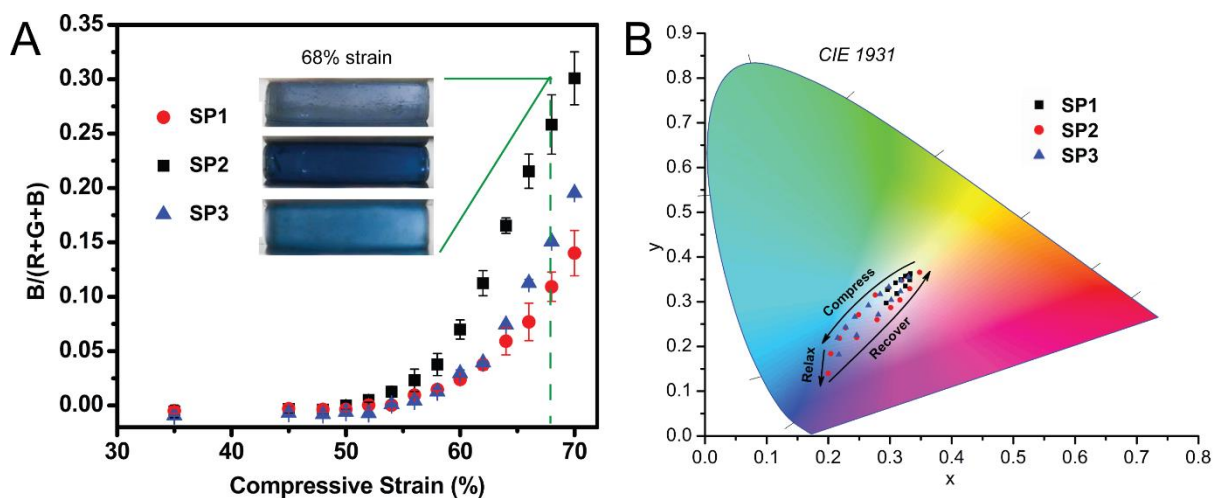 A
B/(R+G+B)
0.35
0.30
0.25
0.20
0.15
0.10
0.05
0.00
68% strain
SP1
SP2
SP3
30
40
50
60
70
Compressive Strain (%)
B
CIE 1931
y
0.9
0.8
0.7
0.6
0.5
0.4
0.3
0.2
0.1
0.0
SP1
SP2
SP3
Compress
Recover
Relax
0.0
0.1
0.2
0.3
0.4
0.5
0.6
0.7
0.8
x